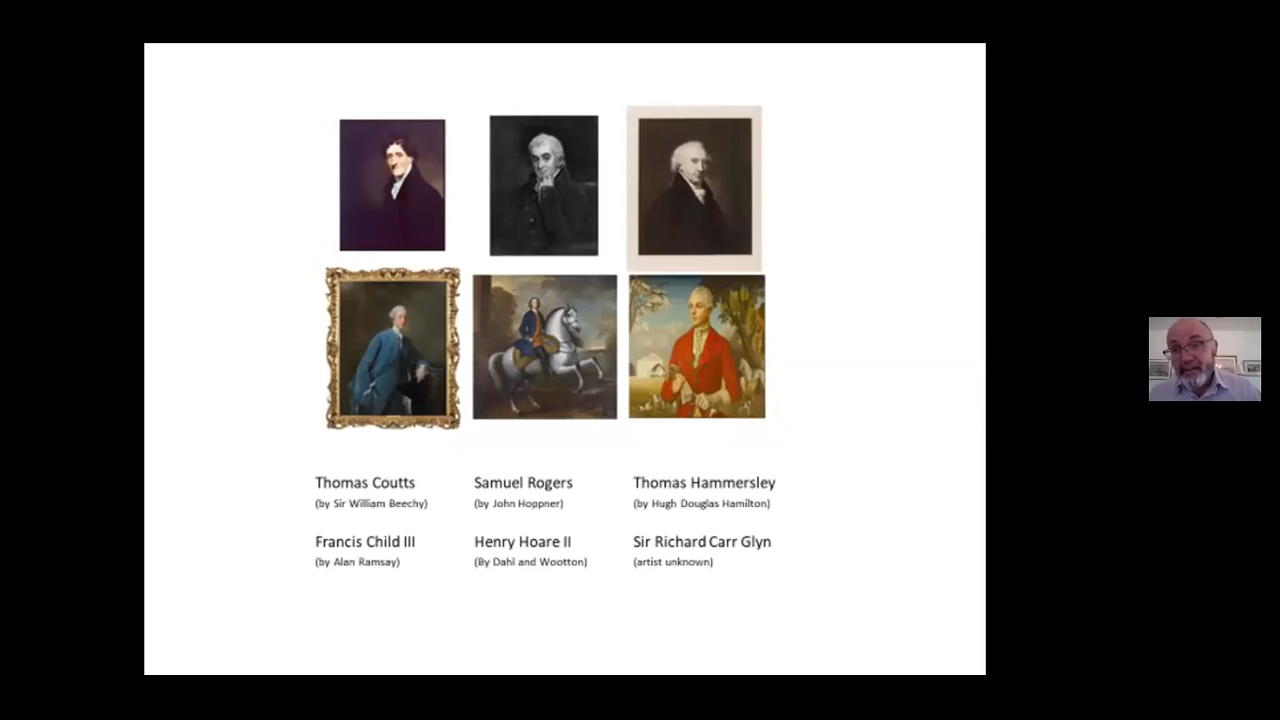 Thomas Coutts
(by Sir William Beechy)
Samuel Rogers
(by John Hoppner)
Thomas Hammersley
(by Hugh Douglas Hamilton)
Francis Child III
(by Alan Ramsay)
Henry Hoare II
(By Dahl and Wootton)
Sir Richard Carr Glyn
(artist unknown)